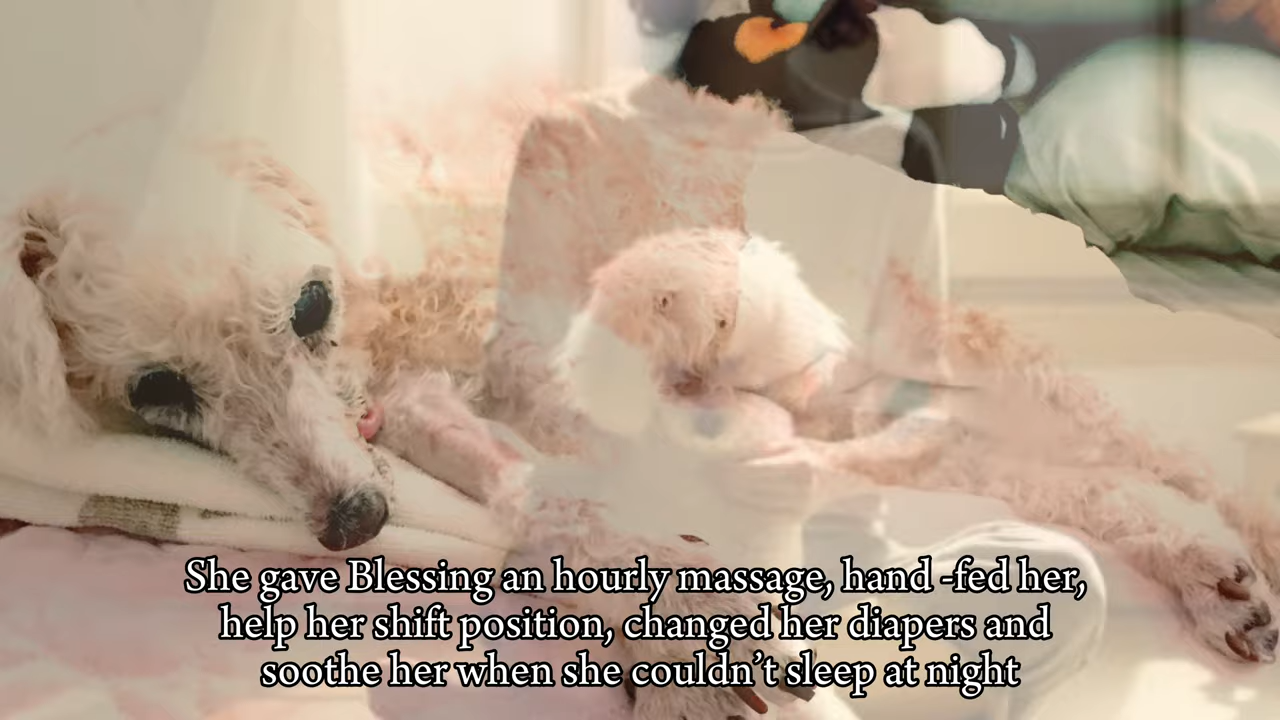 She gave Blessing an hourly massage, hand -fed her,
help her shift position, changed her diapers and
soothe her when she couldn’t sleep at night